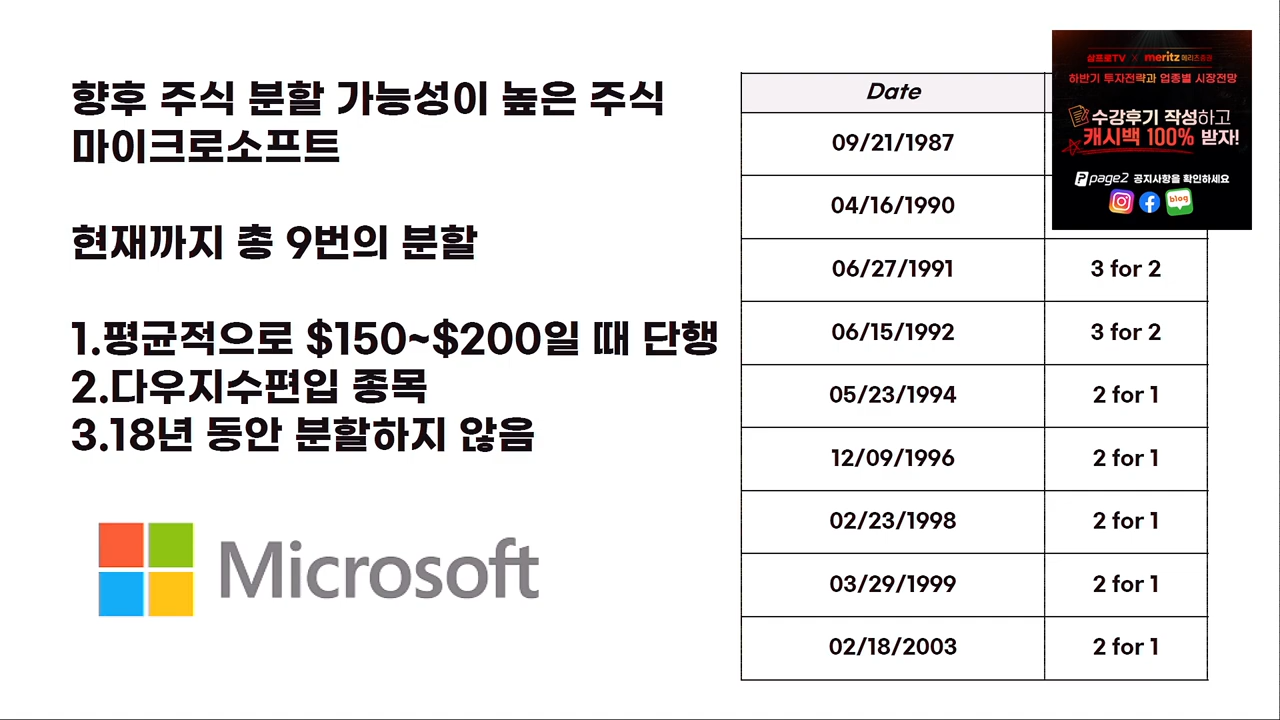 향후 주식 분할 가능성이 높은 주식
마이크로소프트
현재까지 총 9번의 분할
1.평균적으로 $150~$200일 때 단행
2.다우지수편입 종목
3.18년 동안 분할하지 않음
Microsoft
Date
09/21/1987
04/16/1990
06/27/1991 3 for 2
06/15/1992 3 for 2
05/23/1994 2 for 1
12/09/1996 2 for 1
02/23/1998 2 for 1
03/29/1999 2 for 1
02/18/2003 2 for 1
삼프로TV × meritz 메리츠증권
하반기 투자전략과 업종별 시장전망
수강후기 작성하고
캐시백 100% 받자!
page2 공지사항을 확인하세요
blog